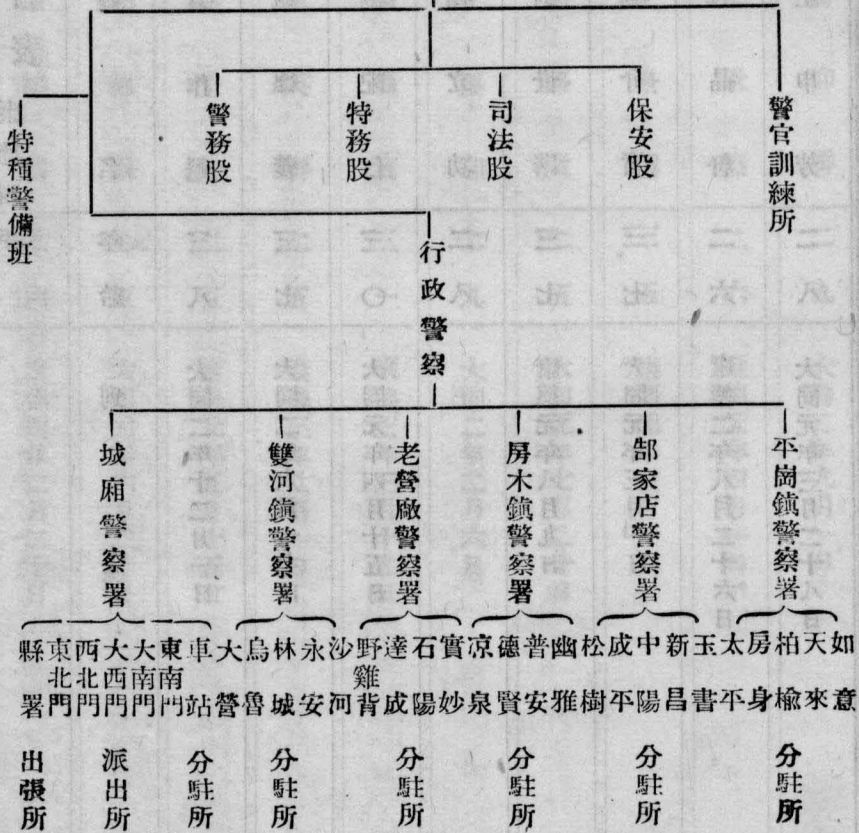 警官訓練所
保安股
司法股
特務股
警務股
特種警備班
行政警察
平崗鎮警察署
郜家店警察署
房木鎮警察署
老營廠警察署
雙河鎮警察署
城廂警察署
如意
天來
柏楡
房身
太平
玉書
新昌
中陽
成平
松樹
幽雅
普安
德賢
凉泉
實妙
石陽
達成
野雞背
沙河
永安
林城
烏魯
大營
車站
東南門
大南門
大西門
西北門
東北門
縣署
分駐所
分駐所
分駐所
分駐所
分駐所
分駐所
派出所
出張所